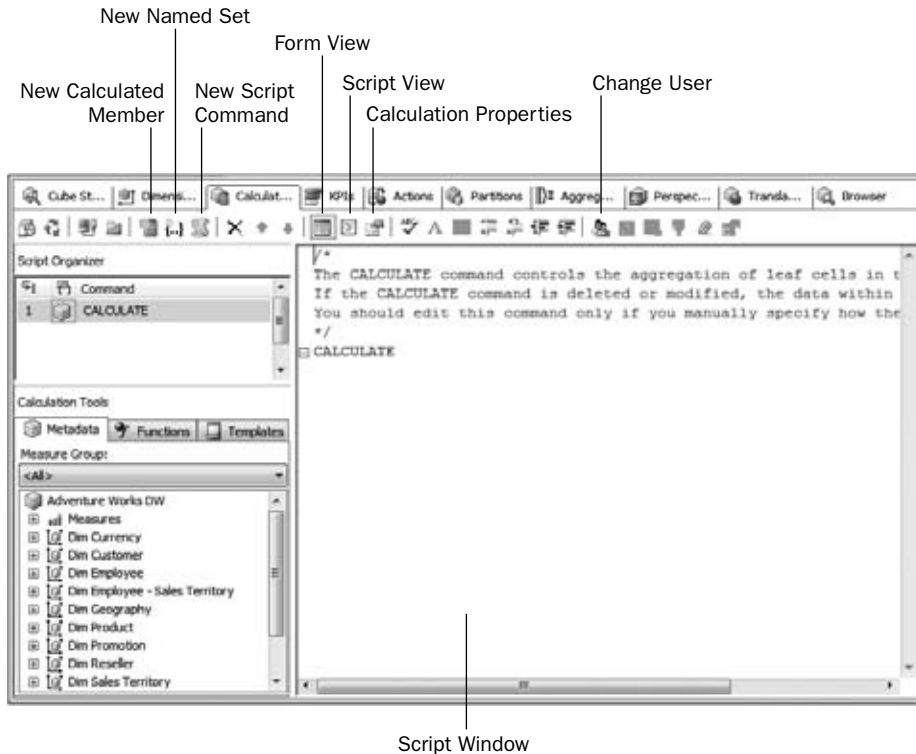 New Named Set
Form View
New Calculated Member
New Script Command
Script View
Calculation Properties
Change User
Cube St...
Dimensi...
Calculat...
KPIs
Actions
Partitions
Aggreg...
Perspec...
Transla...
Browser
Script Organizer
Command
1 CALCULATE
Calculation Tools
Metadata
Functions
Templates
Measure Group:
<All>
Adventure Works DW
Measures
Dim Currency
Dim Customer
Dim Employee
Dim Employee - Sales Territory
Dim Geography
Dim Product
Dim Promotion
Dim Reseller
Dim Sales Territory
/*
The CALCULATE command controls the aggregation of leaf cells in t
If the CALCULATE command is deleted or modified, the data within
You should edit this command only if you manually specify how the
*/
CALCULATE
Script Window